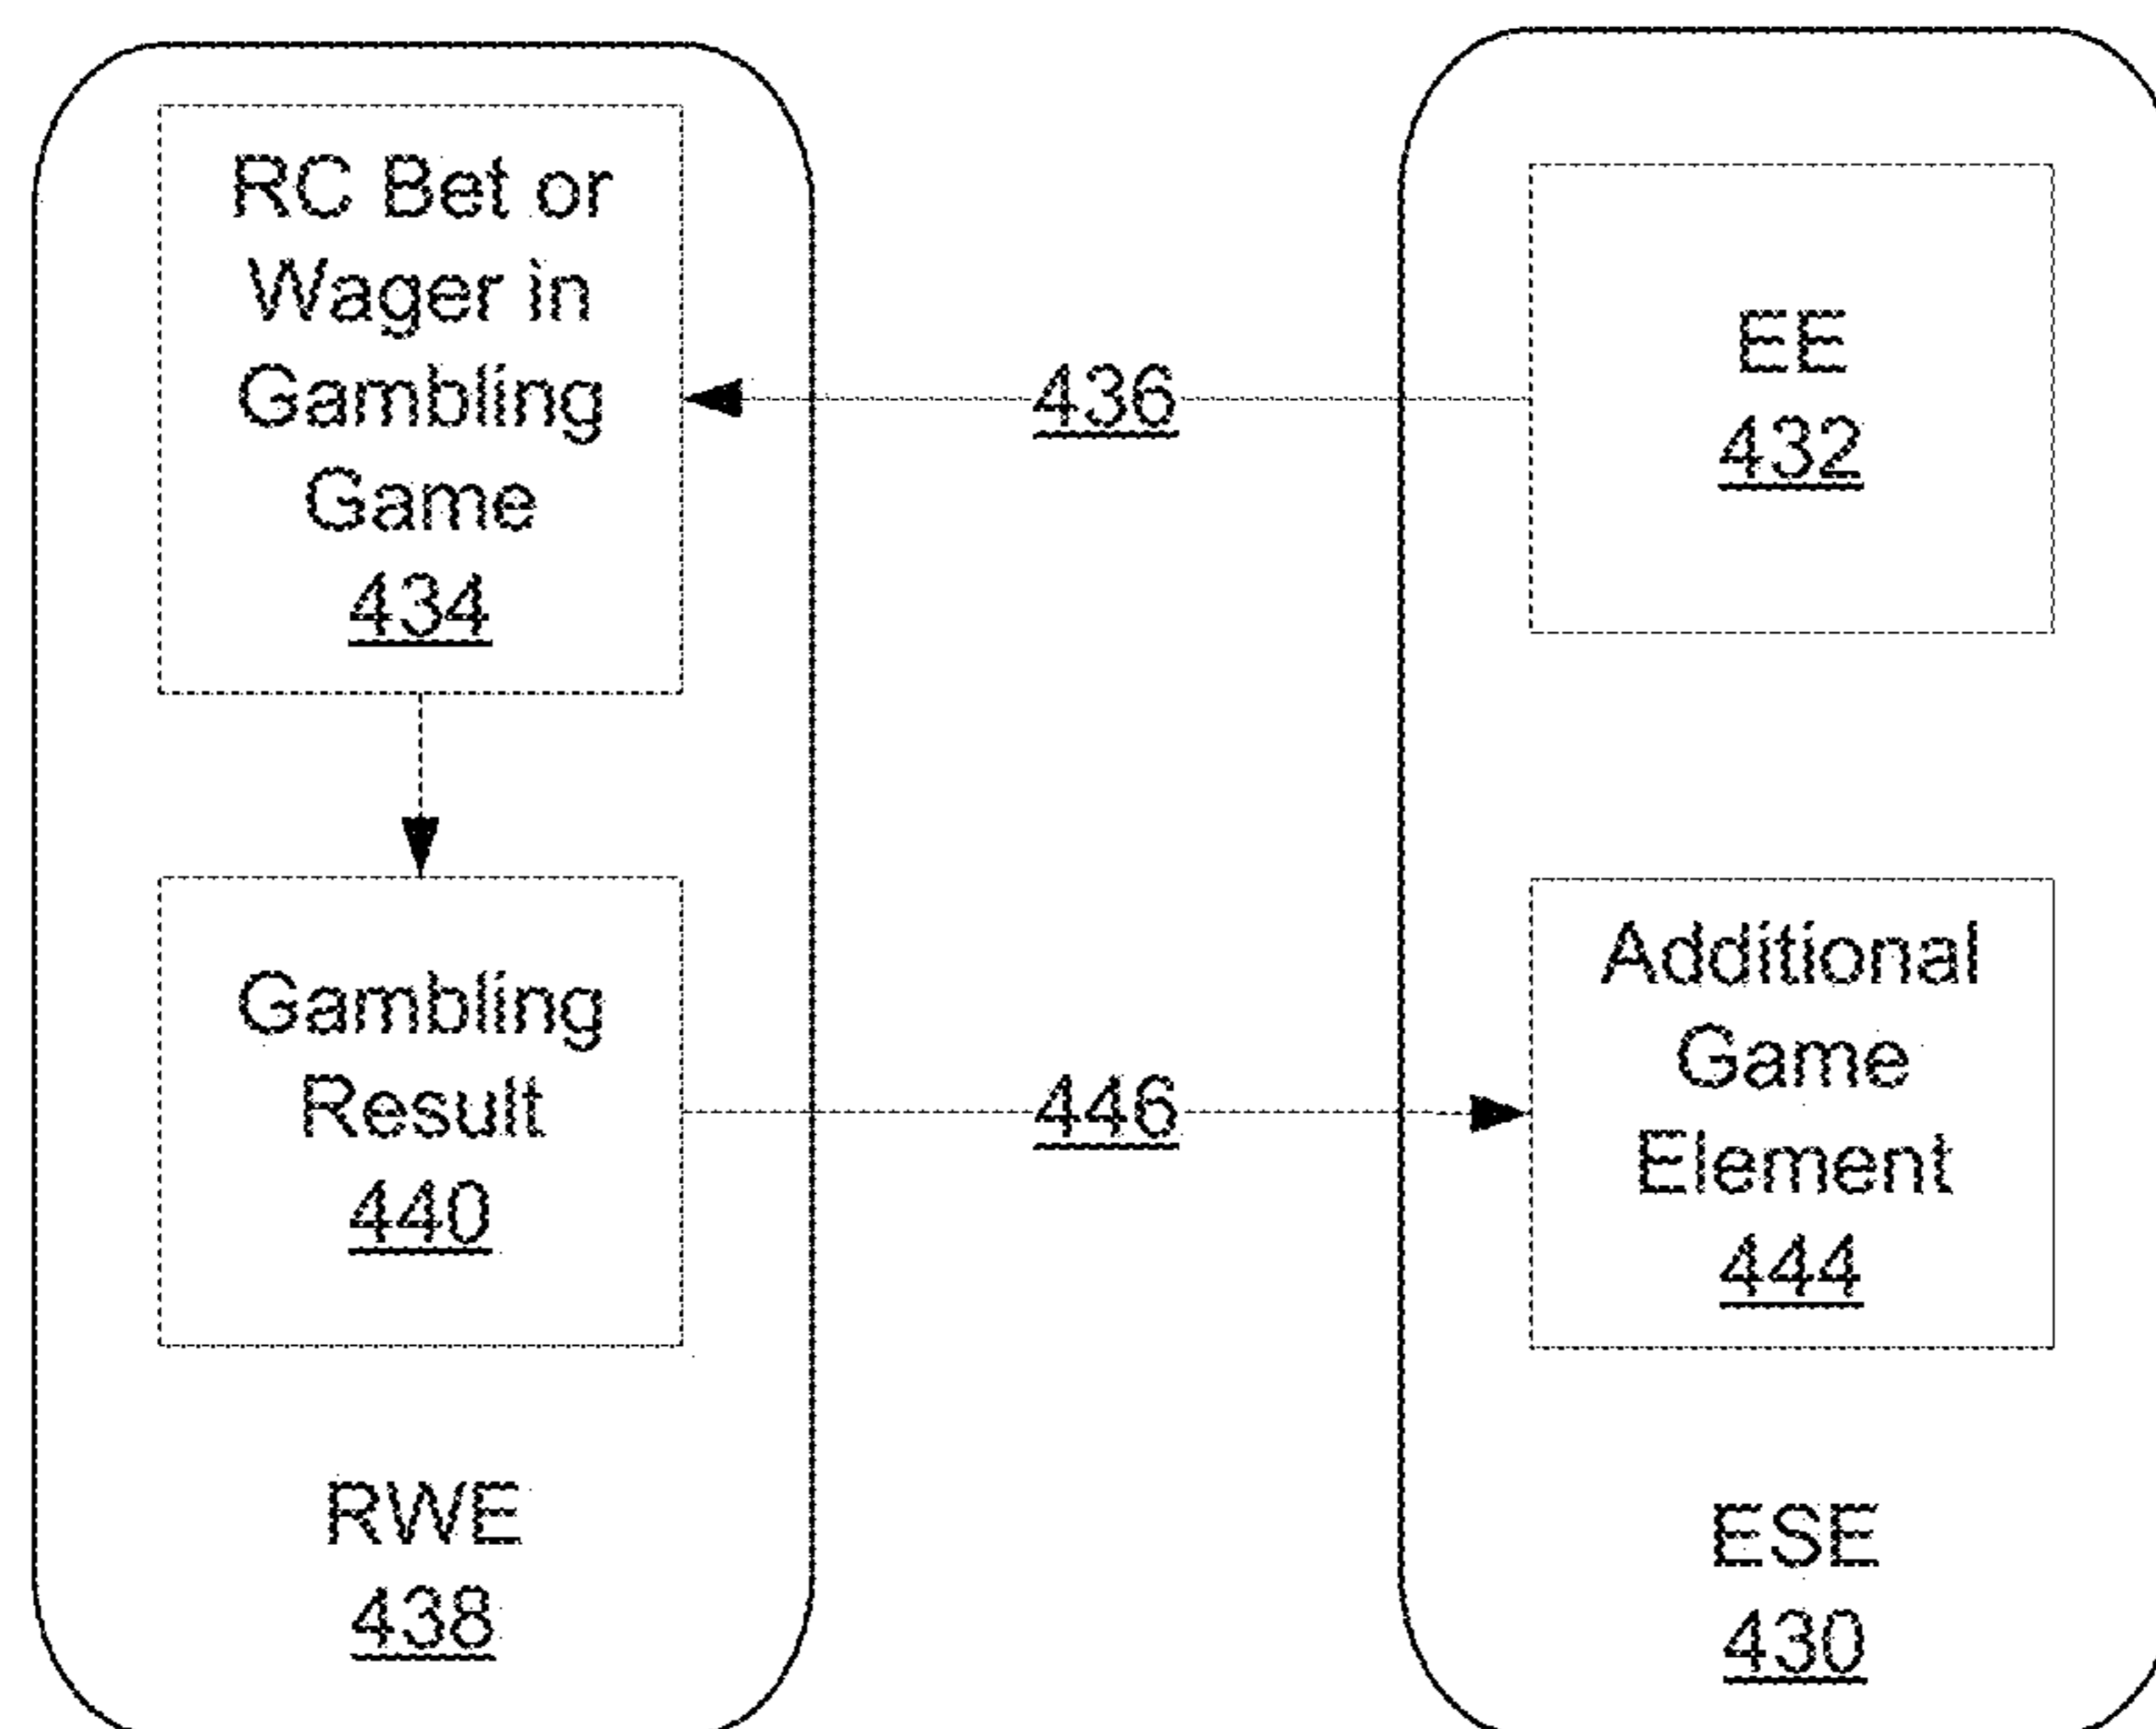 RC Bet or
Wager in
Gambling
Game
434
436
EE
432
Gambling
Result
440
446
Additional
Game
Element
444
RWE
438
ESE
430